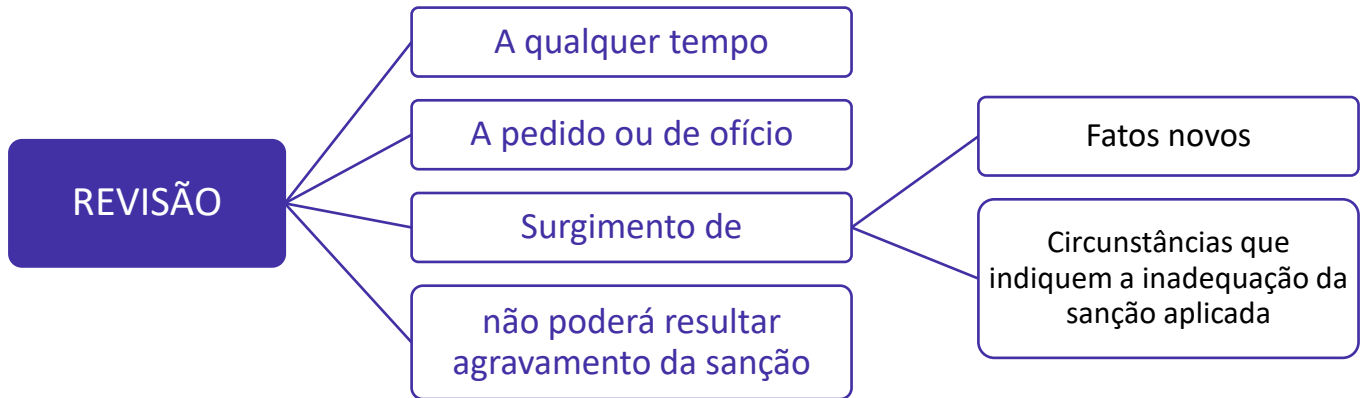 REVISÃO
A qualquer tempo
A pedido ou de ofício
Surgimento de
não poderá resultar
agravamento da sanção
Fatos novos
Circunstâncias que
indiquem a inadequação da
sanção aplicada